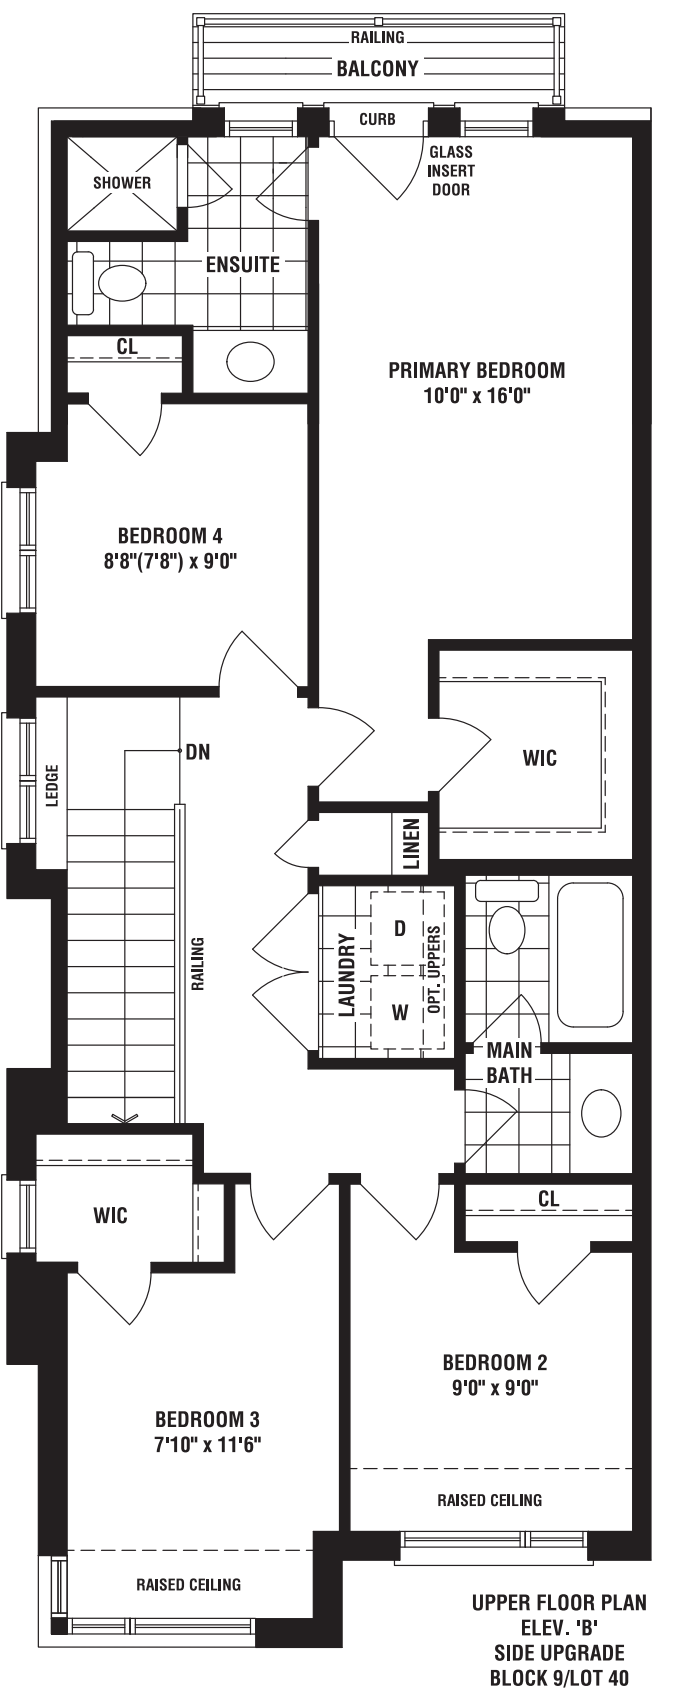 RAILING
BALCONY
CURB
GLASS
INSERT
DOOR
SHOWER
ENSUITE
CL
PRIMARY BEDROOM
10'0" x 16'0"
BEDROOM 4
8'8"(7'8") x 9'0"
DN
LEDGE
WIC
LINEN
RAILING
LAUNDRY
D
W
OPT. UPPERS
MAIN
BATH
WIC
CL
BEDROOM 2
9'0" x 9'0"
BEDROOM 3
7'10" x 11'6"
RAISED CEILING
RAISED CEILING
UPPER FLOOR PLAN
ELEV. 'B'
SIDE UPGRADE
BLOCK 9/LOT 40